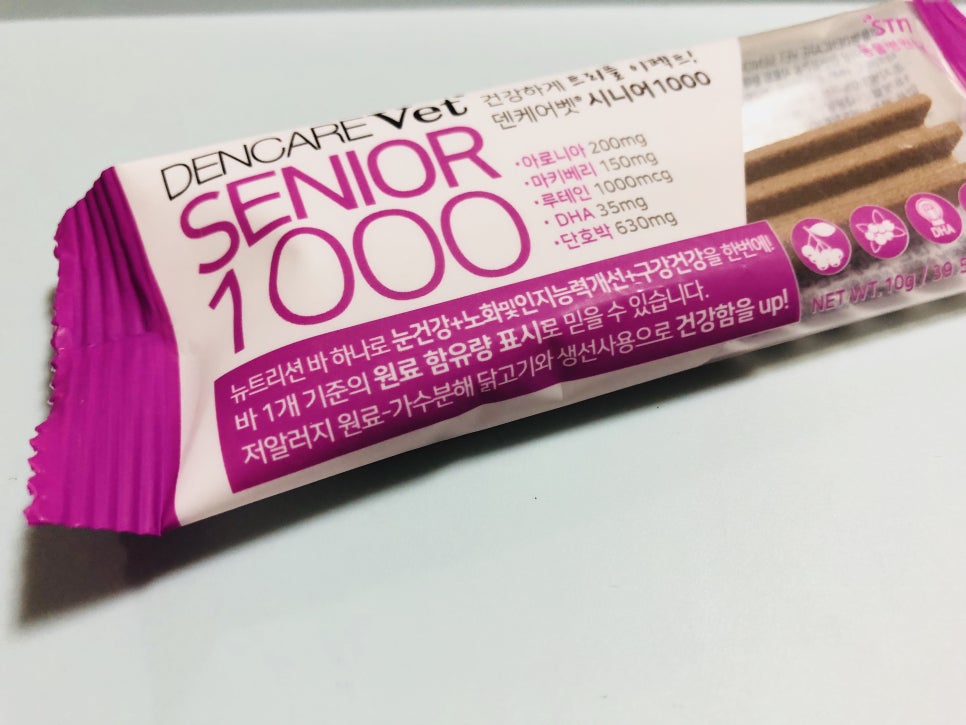 DENCARE Vet
SENIOR
1000
건강하게 트리플 이펙트!
덴케어벳® 시니어1000
·아로니아 200mg
·마키베리 150mg
·루테인 1000mcg
·DHA 35mg
·단호박 630mg
뉴트리션 바 하나로 눈건강+노화및인지능력개선+구강건강을 한번에!
바 1개 기준의 원료 함유량 표시로 믿을 수 있습니다.
저알러지 원료-가수분해 닭고기와 생선사용으로 건강함을 up!
STN
DHA
NET WT. 10g / 39.5